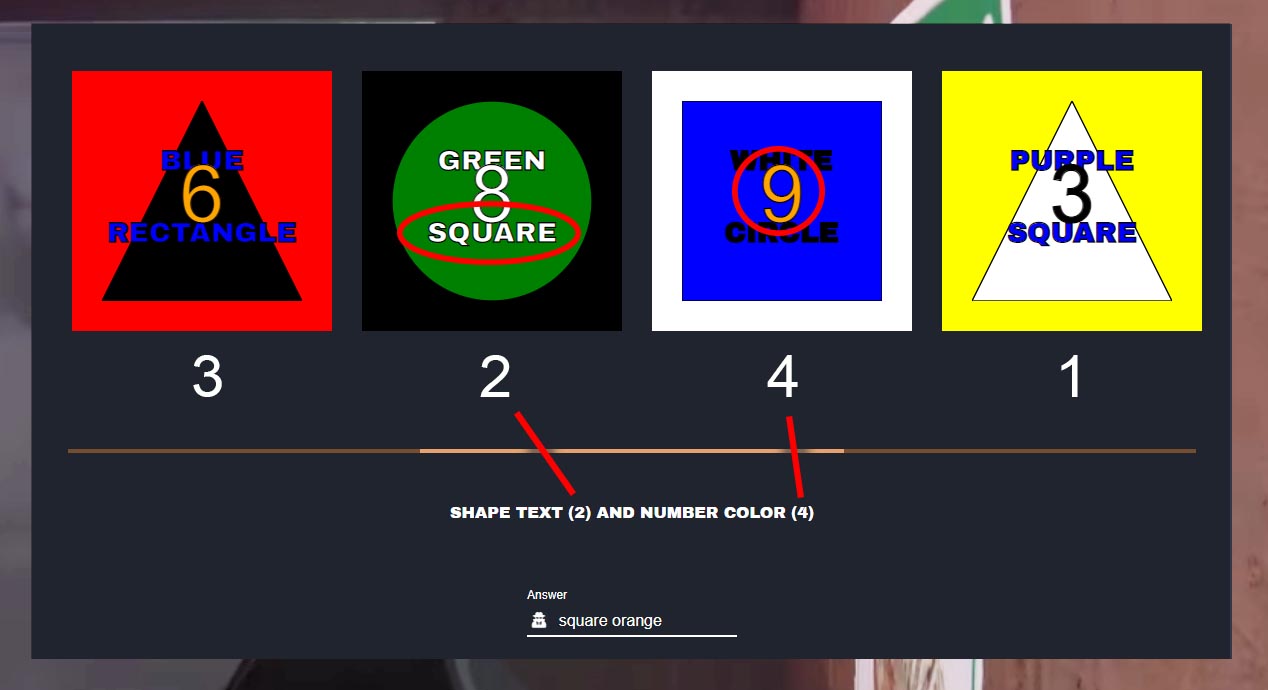 BLUE
6
RECTANGLE
GREEN
8
SQUARE
WHITE
9
CIRCLE
PURPLE
3
SQUARE
3 2 4 1
SHAPE TEXT (2) AND NUMBER COLOR (4)
Answer
square orange